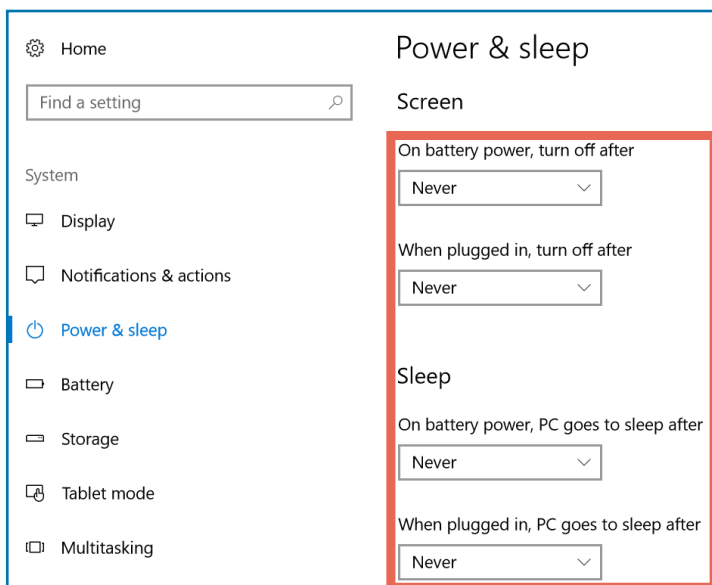 Home
Find a setting
System
Display
Notifications & actions
Power & sleep
Battery
Storage
Tablet mode
Multitasking
Power & sleep
Screen
On battery power, turn off after
Never
When plugged in, turn off after
Never
Sleep
On battery power, PC goes to sleep after
Never
When plugged in, PC goes to sleep after
Never